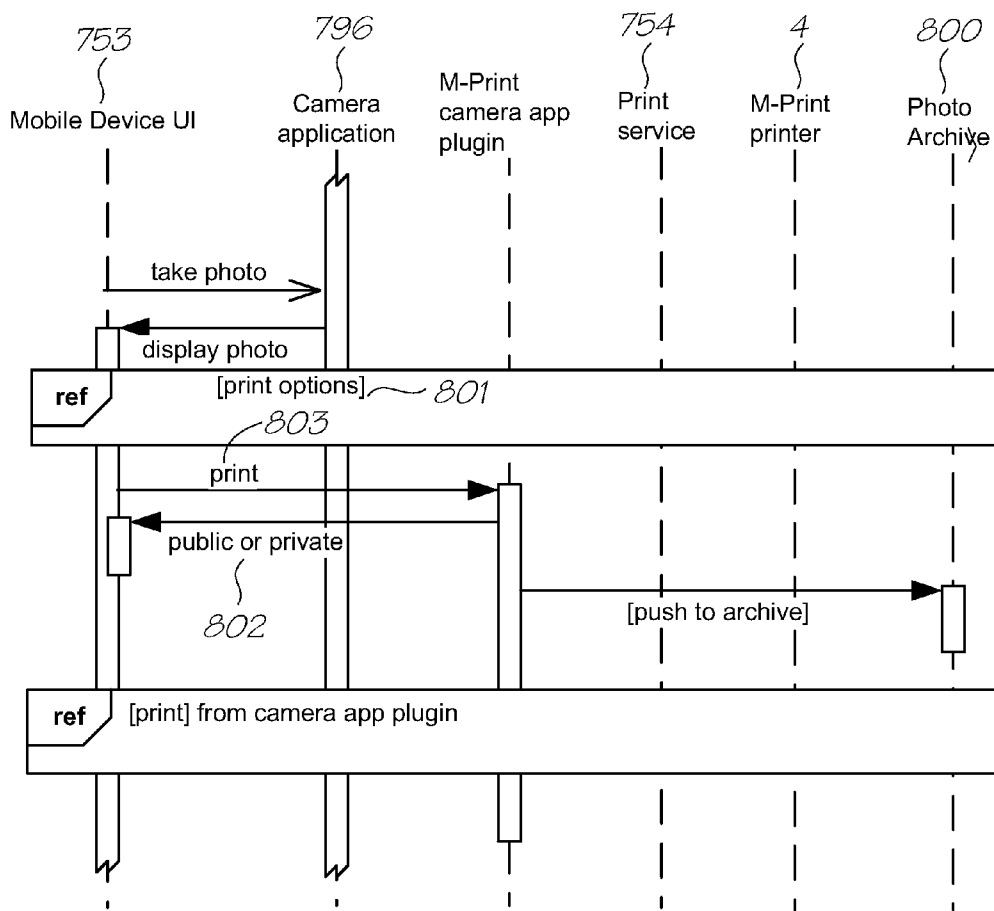 753
796
754
4
800
Mobile Device UI
Camera
application
M-Print
camera app
plugin
Print
service
M-Print
printer
Photo
Archive
take photo
display photo
ref
[print options]
801
803
print
public or private
802
[push to archive]
ref
[print] from camera app plugin